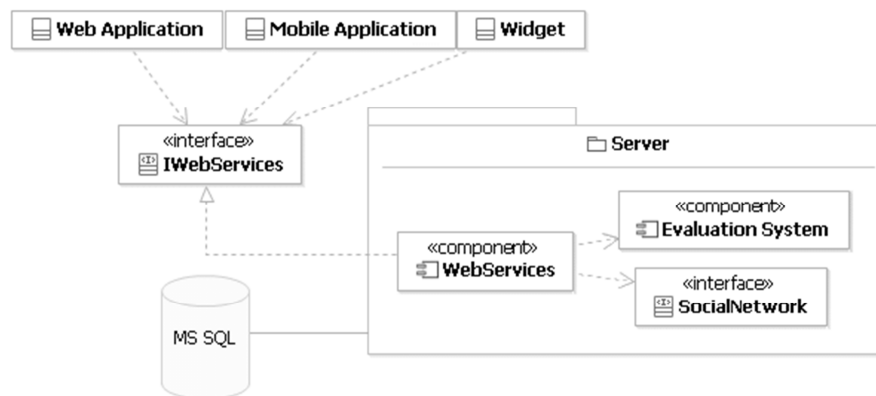 Web Application
Mobile Application
Widget
«interface»
IWebServices
Server
«component»
Evaluation System
«component»
WebServices
«interface»
SocialNetwork
MS SQL